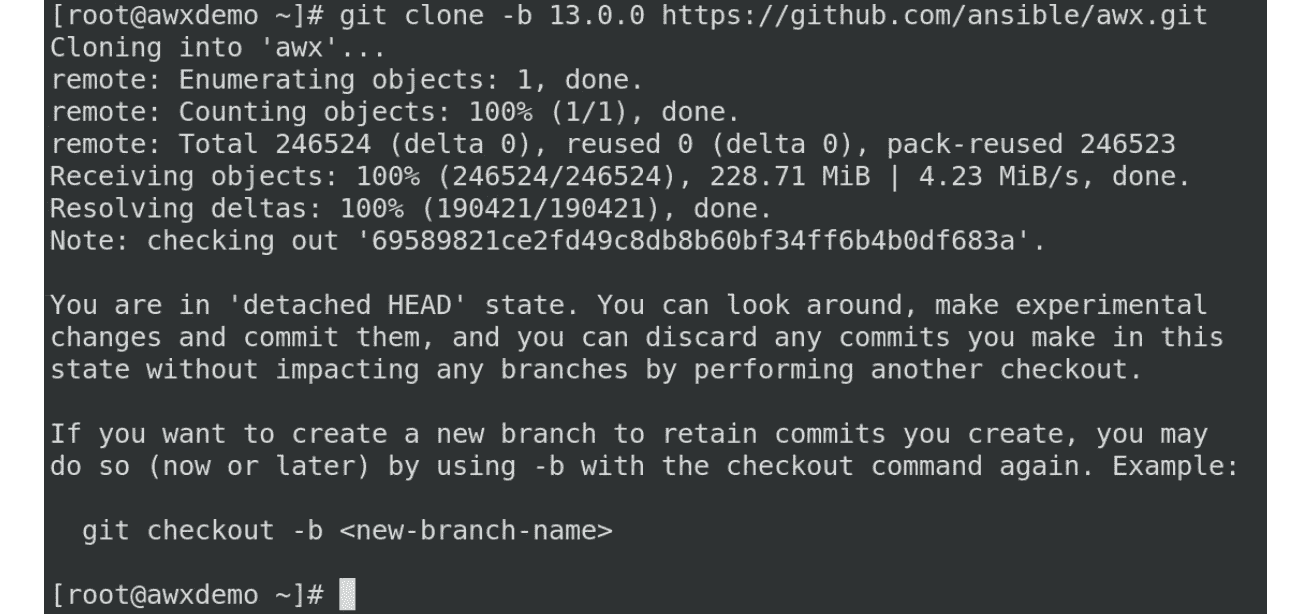 [root@awxdemo ~]# git clone -b 13.0.0 https://github.com/ansible/awx.git
Cloning into 'awx'...
remote: Enumerating objects: 1, done.
remote: Counting objects: 100% (1/1), done.
remote: Total 246524 (delta 0), reused 0 (delta 0), pack-reused 246523
Receiving objects: 100% (246524/246524), 228.71 MiB | 4.23 MiB/s, done.
Resolving deltas: 100% (190421/190421), done.
Note: checking out '69589821ce2fd49c8db8b60bf34ff6b4b0df683a'.

You are in 'detached HEAD' state. You can look around, make experimental
changes and commit them, and you can discard any commits you make in this
state without impacting any branches by performing another checkout.

If you want to create a new branch to retain commits you create, you may
do so (now or later) by using -b with the checkout command again. Example:

  git checkout -b <new-branch-name>

[root@awxdemo ~]#